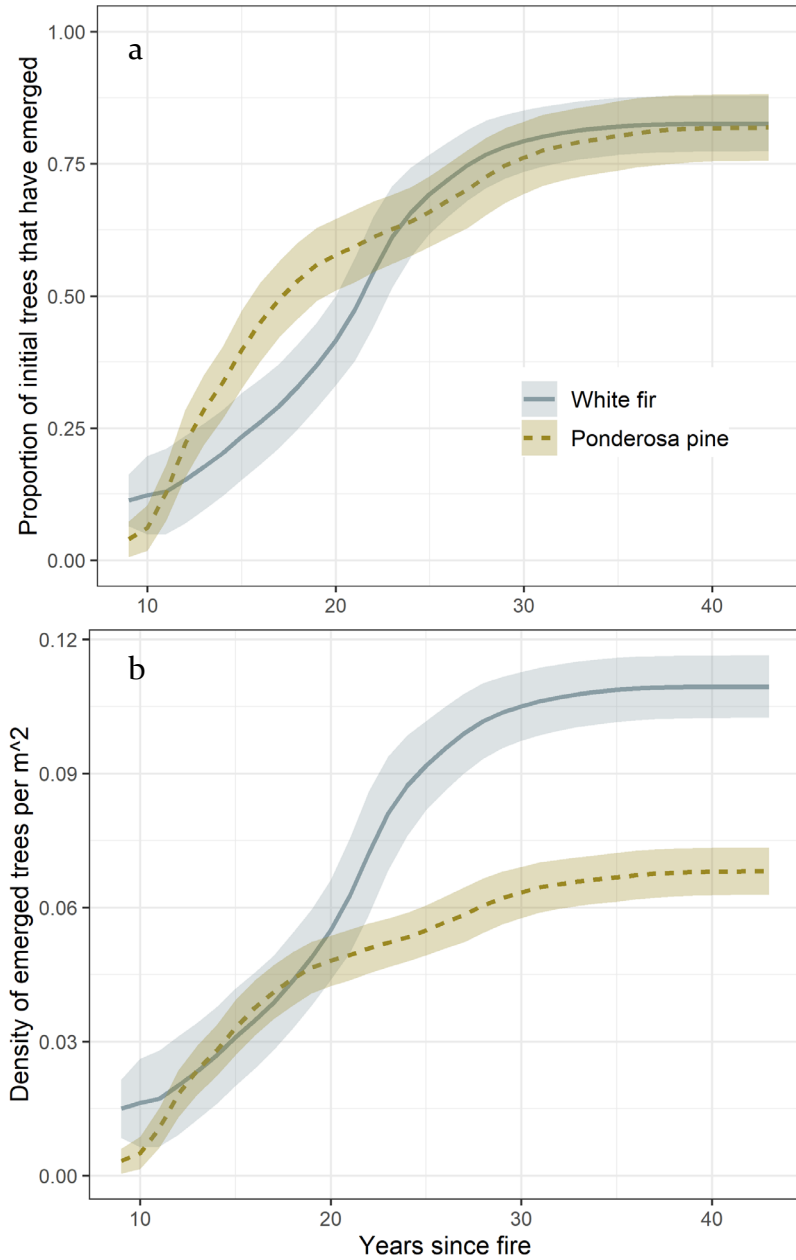 a
Proportion of initial trees that have emerged
1.00
0.75
0.50
0.25
0.00
White fir
Ponderosa pine
10 20 30 40
b
Density of emerged trees per m^2
0.12
0.09
0.06
0.03
0.00
10 20 30 40
Years since fire